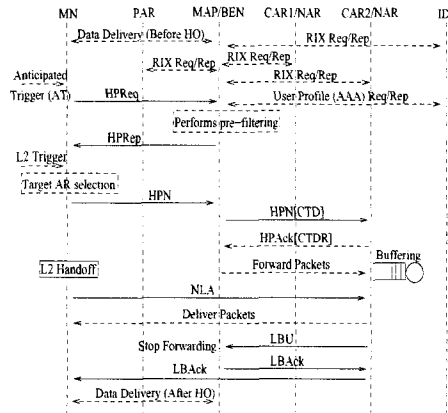 MN PAR MAP/BEN CAR1/NAR CAR2/NAR ID
Data Delivery (Before HO)
RIX Req/Rep
RIX Req/Rep
RIX Req/Rep
RIX Req/Rep
Anticipated
Trigger (AT)
HPReq
User Profile (AAA) Req/Rep
Performs pre-filtering
HPRep
L2 Trigger
Target AR selection
HPN
HPN[CTD]
HPAck[CTDR]
Buffering
L2 Handoff
Forward Packets
NLA
Deliver Packets
Stop Forwarding
LBU
LBAck
LBAck
Data Delivery (After HO)